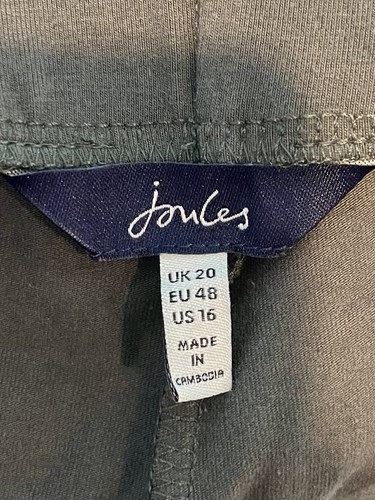 Joules
UK 20
EU 48
US 16
MADE
IN
CAMBODIA